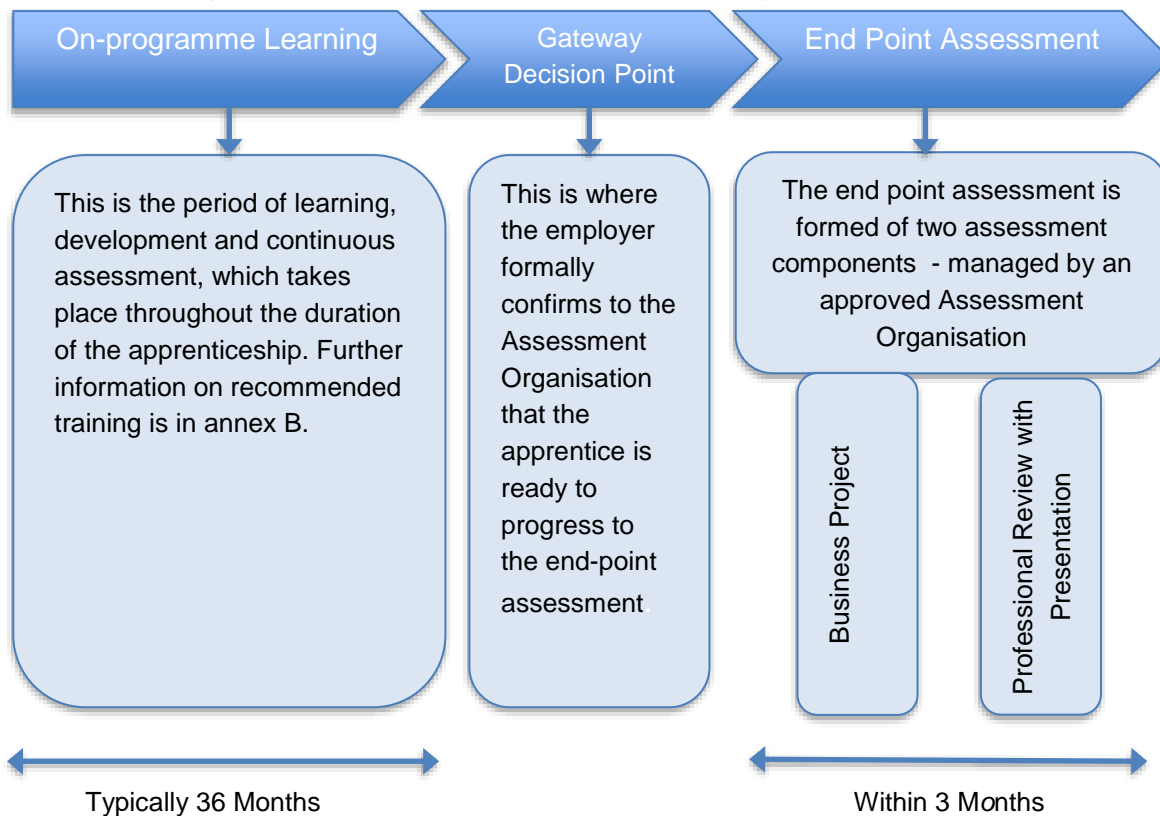 On-programme Learning
Gateway
Decision Point
End Point Assessment
This is the period of learning,
development and continuous
assessment, which takes
place throughout the duration
of the apprenticeship. Further
information on recommended
training is in annex B.
This is where
the employer
formally
confirms to the
Assessment
Organisation
that the
apprentice is
ready to
progress to
the end-point
assessment.
The end point assessment is
formed of two assessment
components - managed by an
approved Assessment
Organisation
Business Project
Professional Review with
Presentation
Typically 36 Months
Within 3 Months